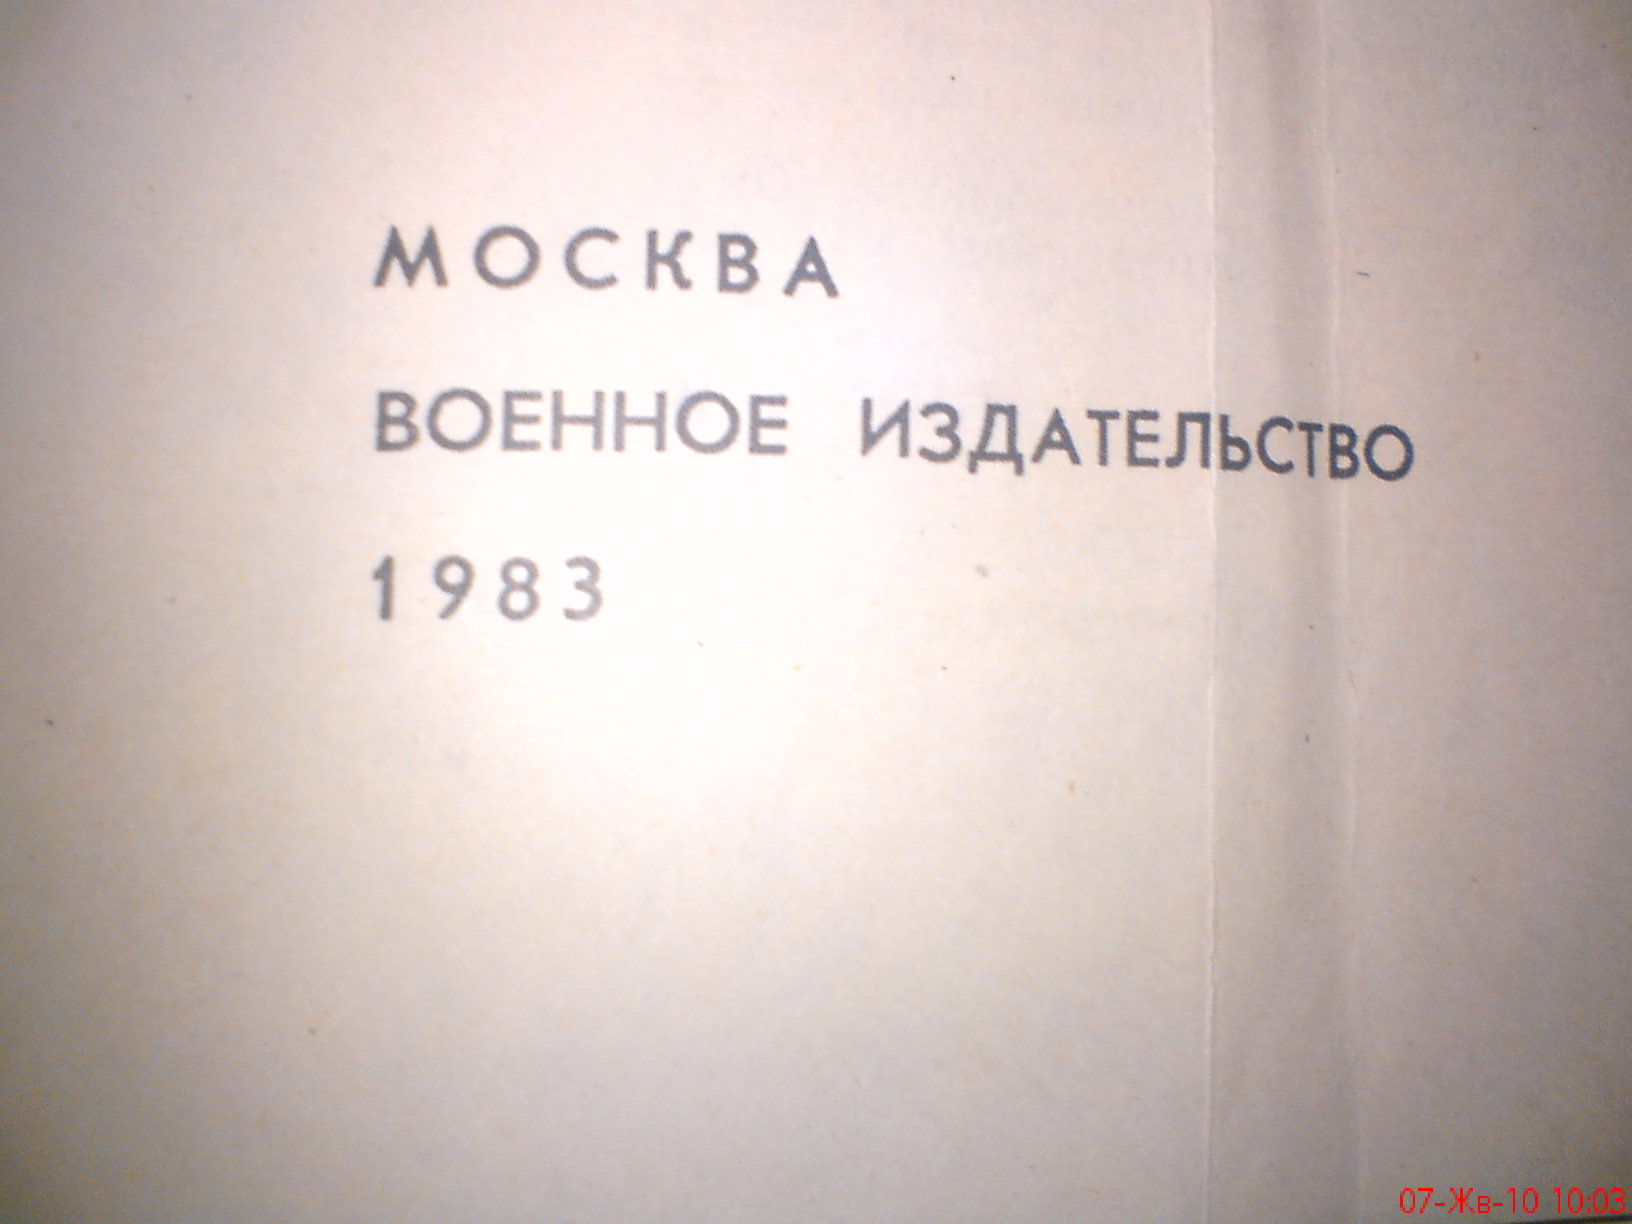 МОСКВА
ВОЕННОЕ ИЗДАТЕЛЬСТВО
1983
07-Жв-10 10:03